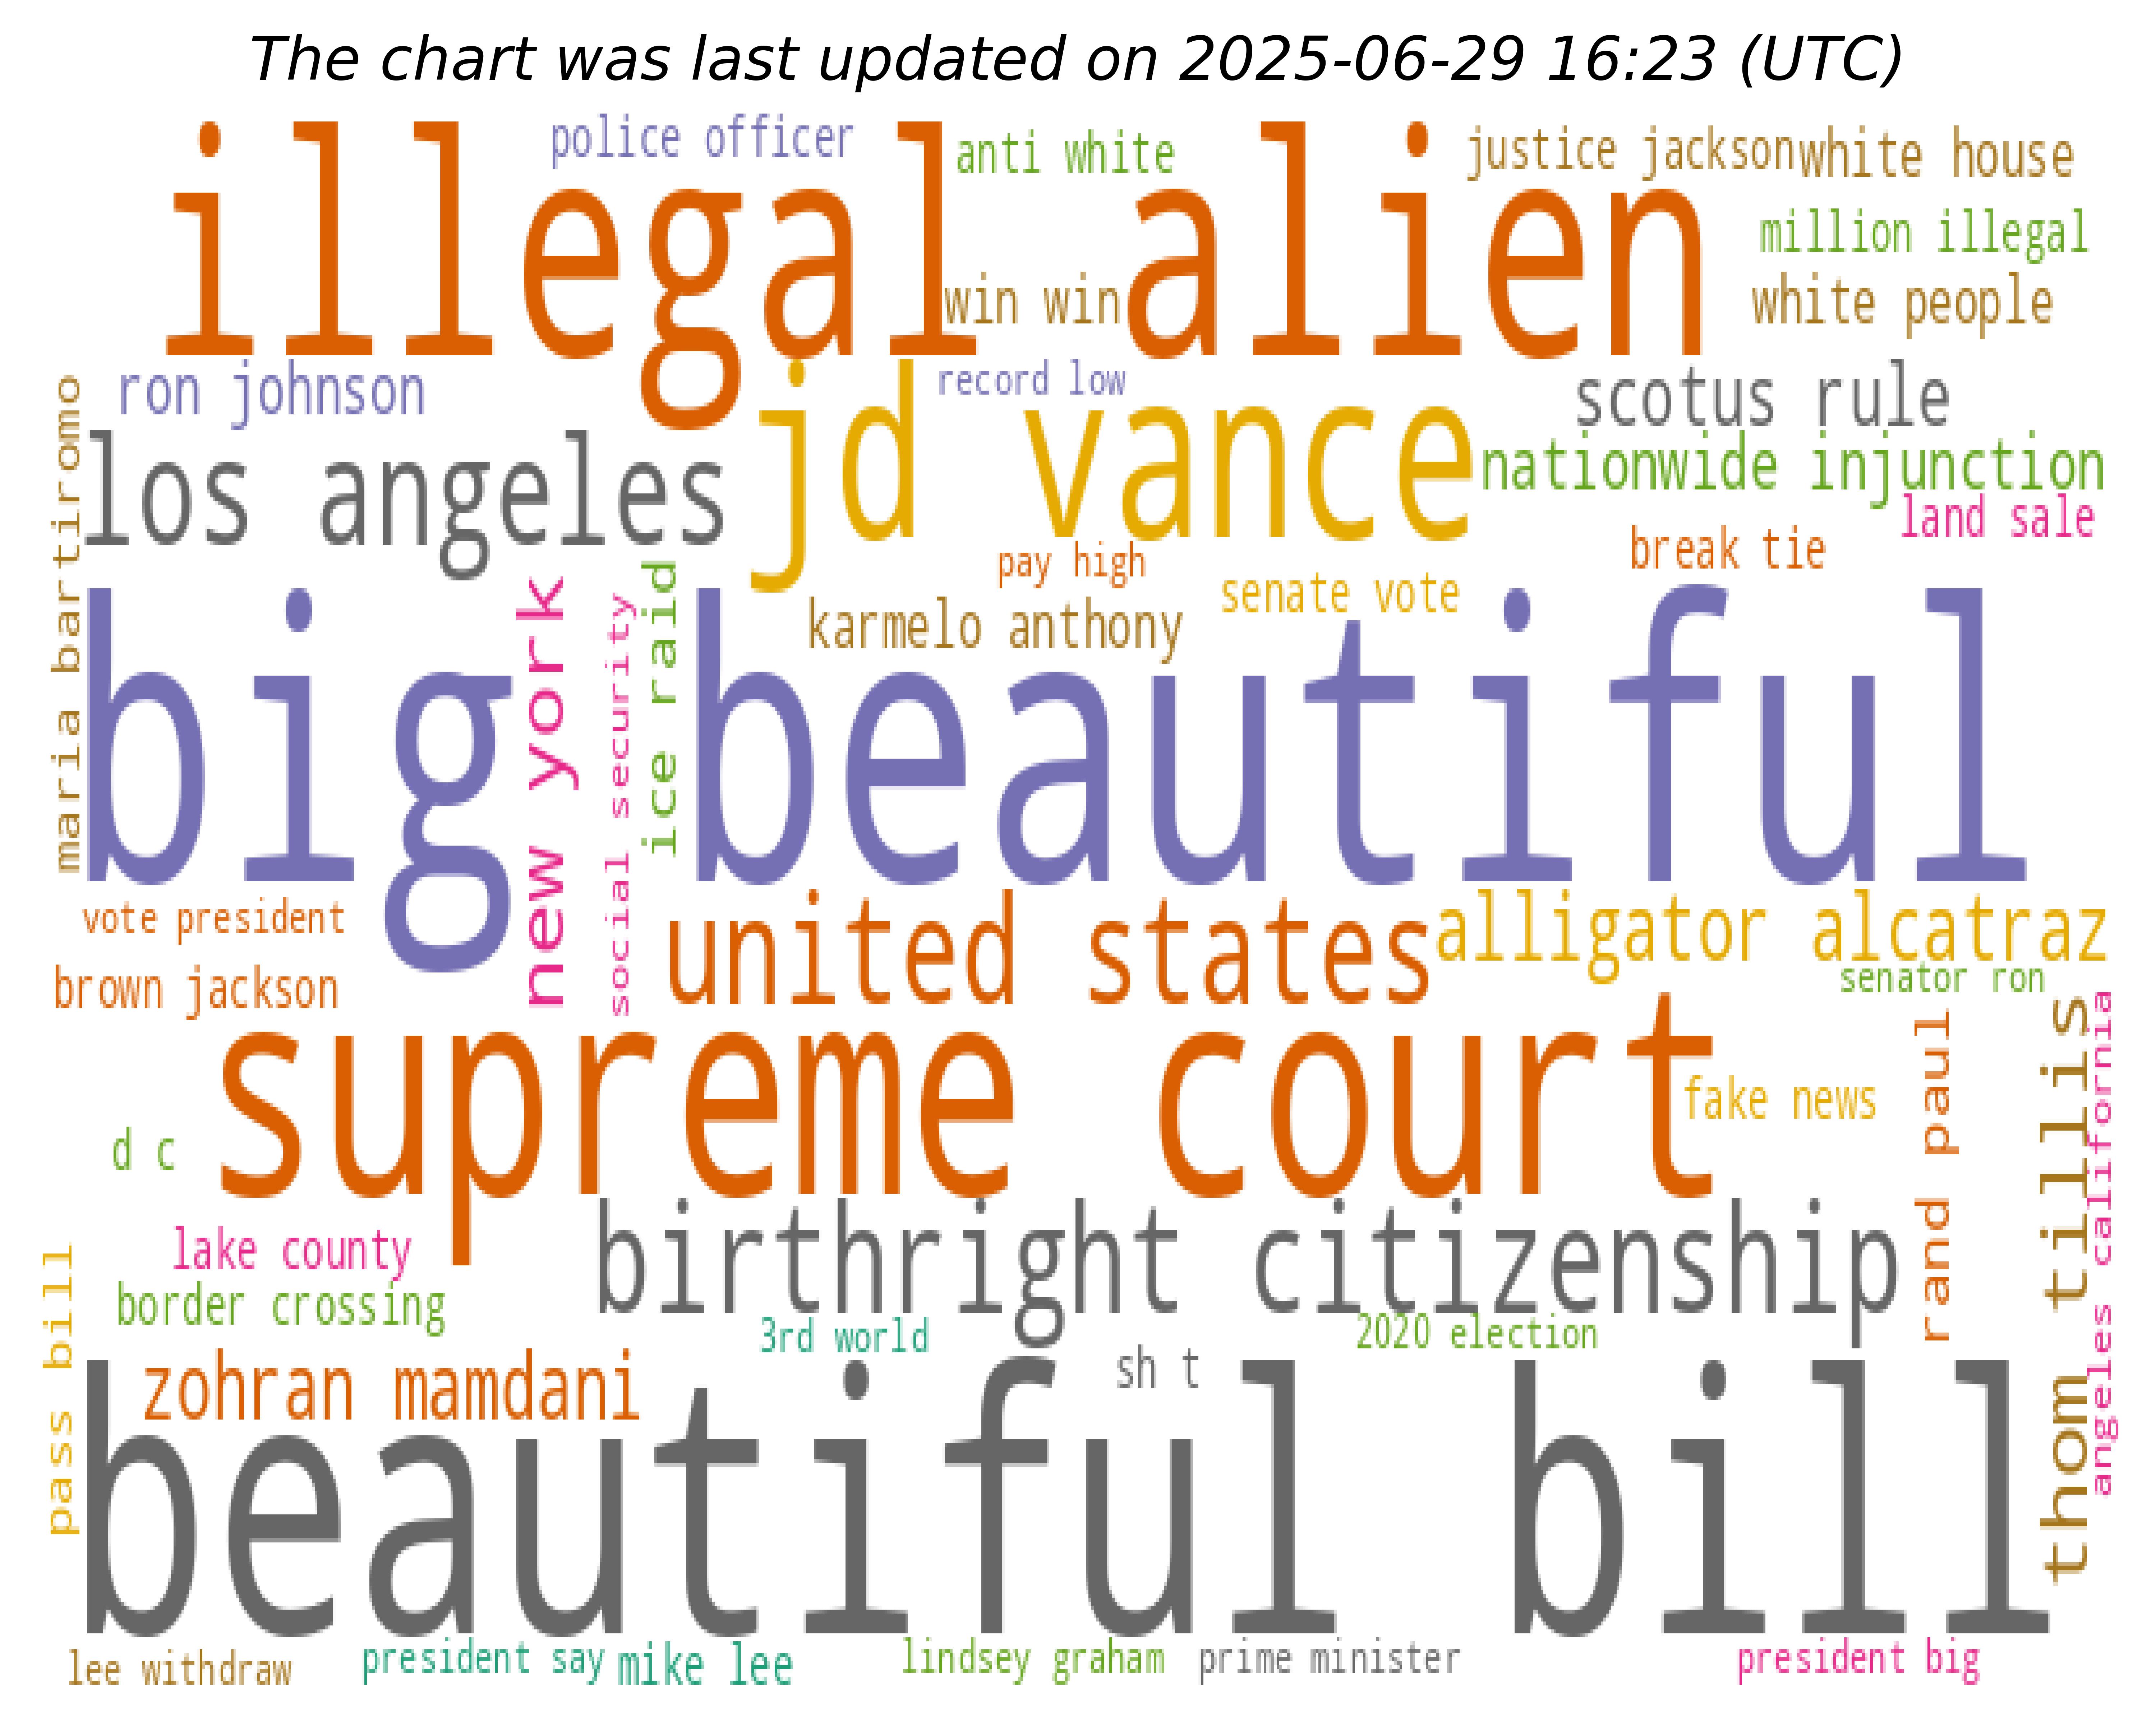 The chart was last updated on 2025-06-29 16:23 (UTC)
police officer
anti white
justice jackson
white house
illegal alien
million illegal
win win
white people
ron johnson
record low
scotus rule
maria bartiromo
los angeles
jd vance
nationwide injunction
land sale
break tie
pay high
senate vote
karmelo anthony
big beautiful
new york
social security
ice raid
vote president
united states
alligator alcatraz
brown jackson
senator ron
supreme court
fake news
rand paul
thom tillis
angeles california
d c
birthright citizenship
lake county
border crossing
pass bill
3rd world
2020 election
zohran mamdani
sh t
beautiful bill
lee withdraw
president say
mike lee
lindsey graham
prime minister
president big